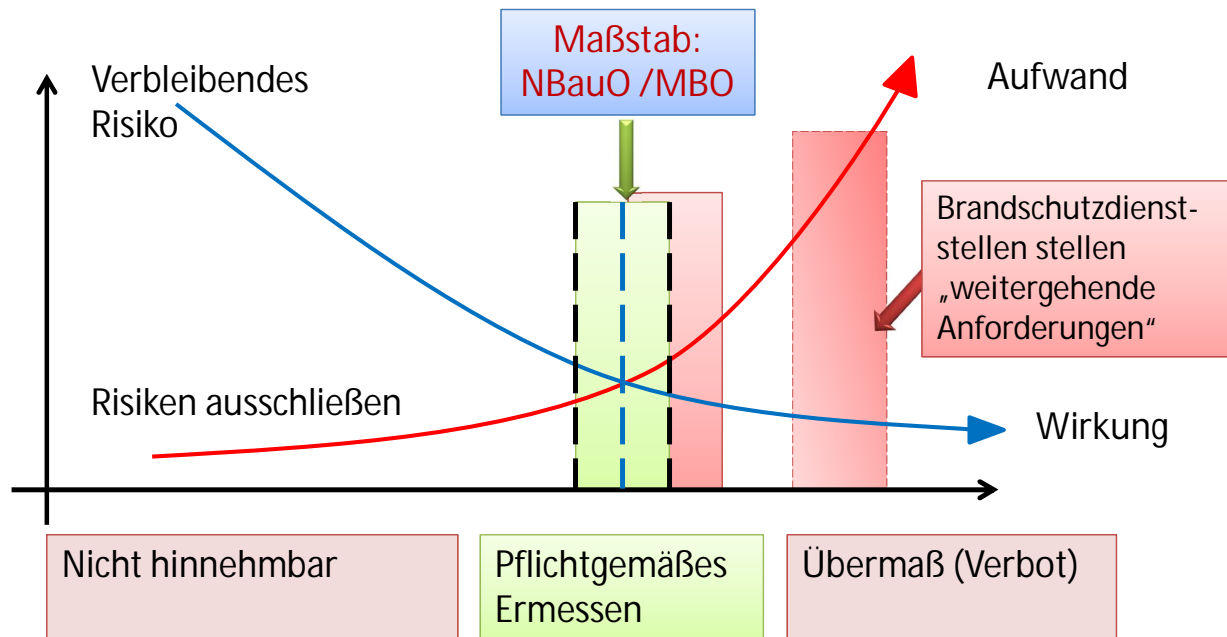 Maßstab:
NBauO /MBO
Verbleibendes
Risiko
Aufwand
Brandschutzdienst-
stellen stellen
„weitergehende
Anforderungen“
Risiken ausschließen
Wirkung
Nicht hinnehmbar
Pflichtgemäßes
Ermessen
Übermaß (Verbot)